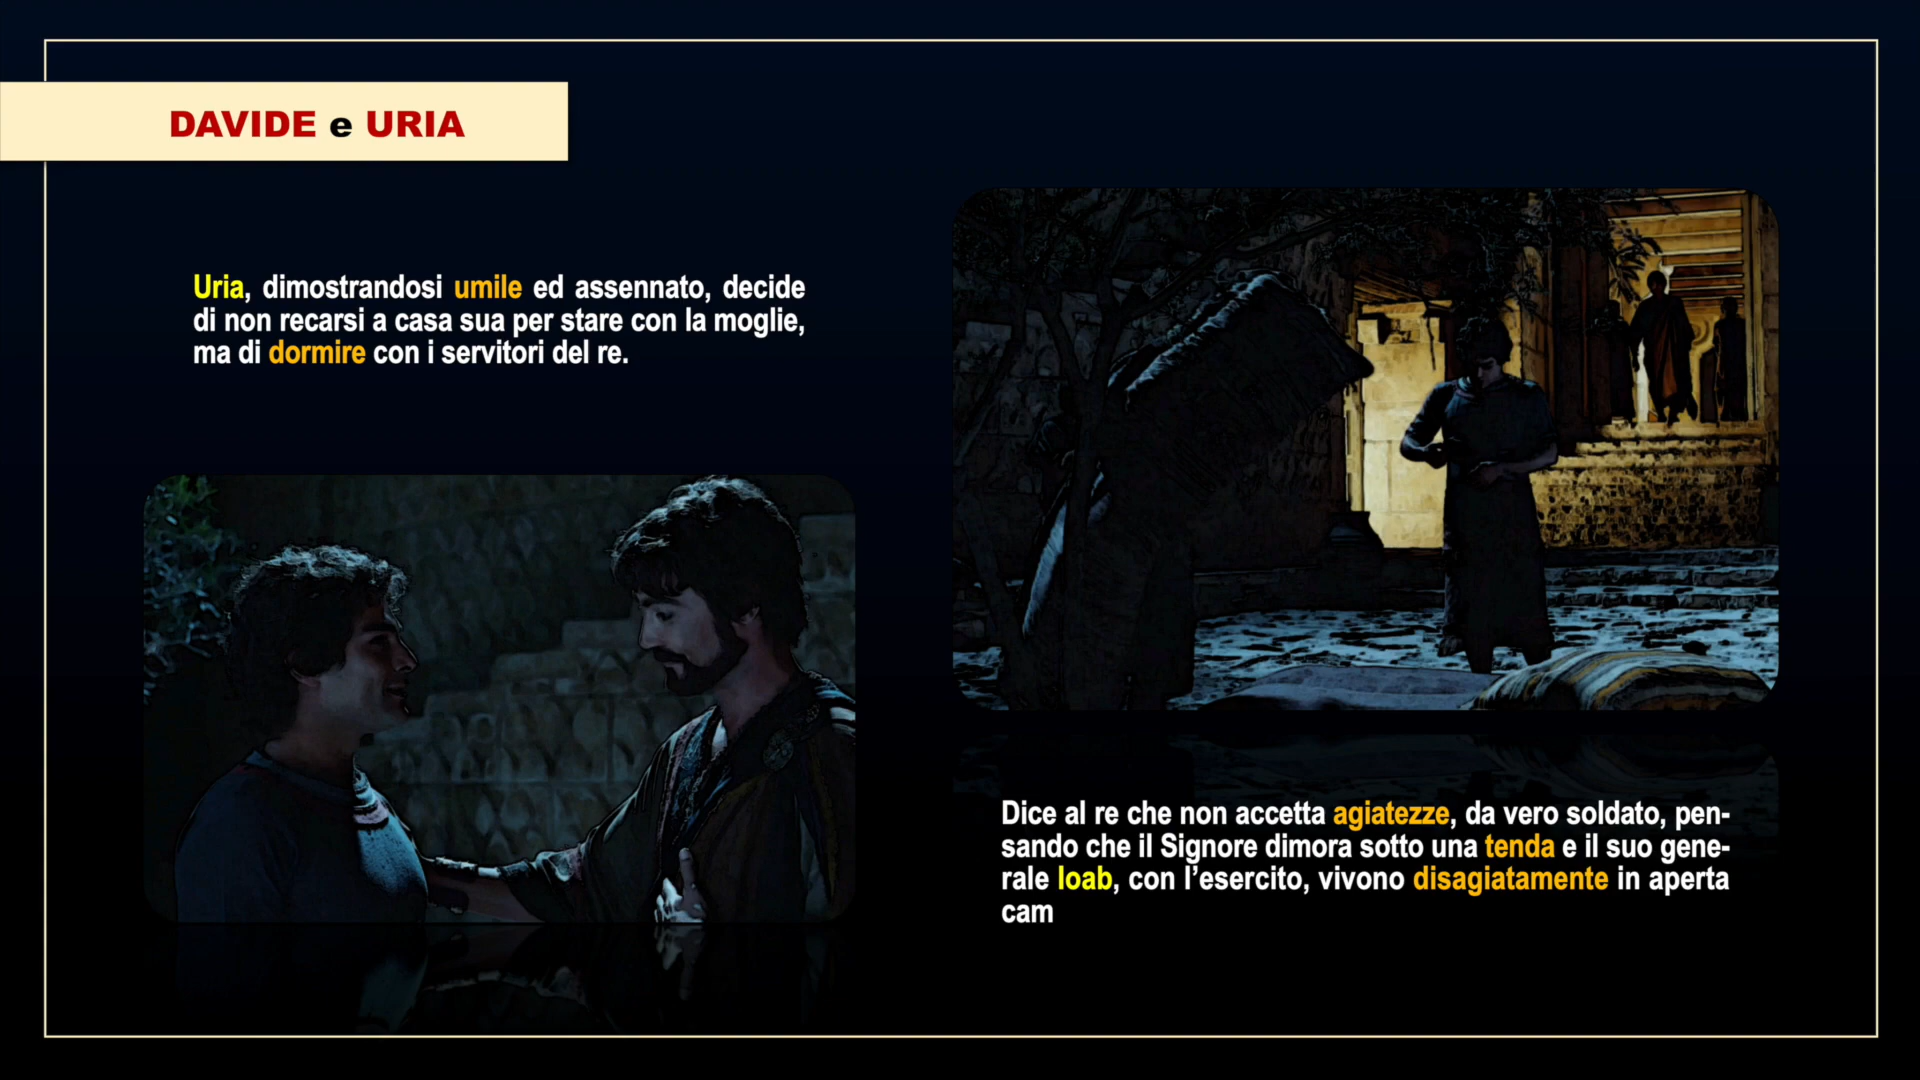 DAVIDE e URIA
Uria, dimostrandosi umile ed assennato, decide
di non recarsi a casa sua per stare con la moglie,
ma di dormire con i servitori del re.
Dice al re che non accetta agiatezze, da vero soldato, pen-
sando che il Signore dimora sotto una tenda e il suo gene-
rale Ioab, con l’esercito, vivono disagiatamente in aperta
cam